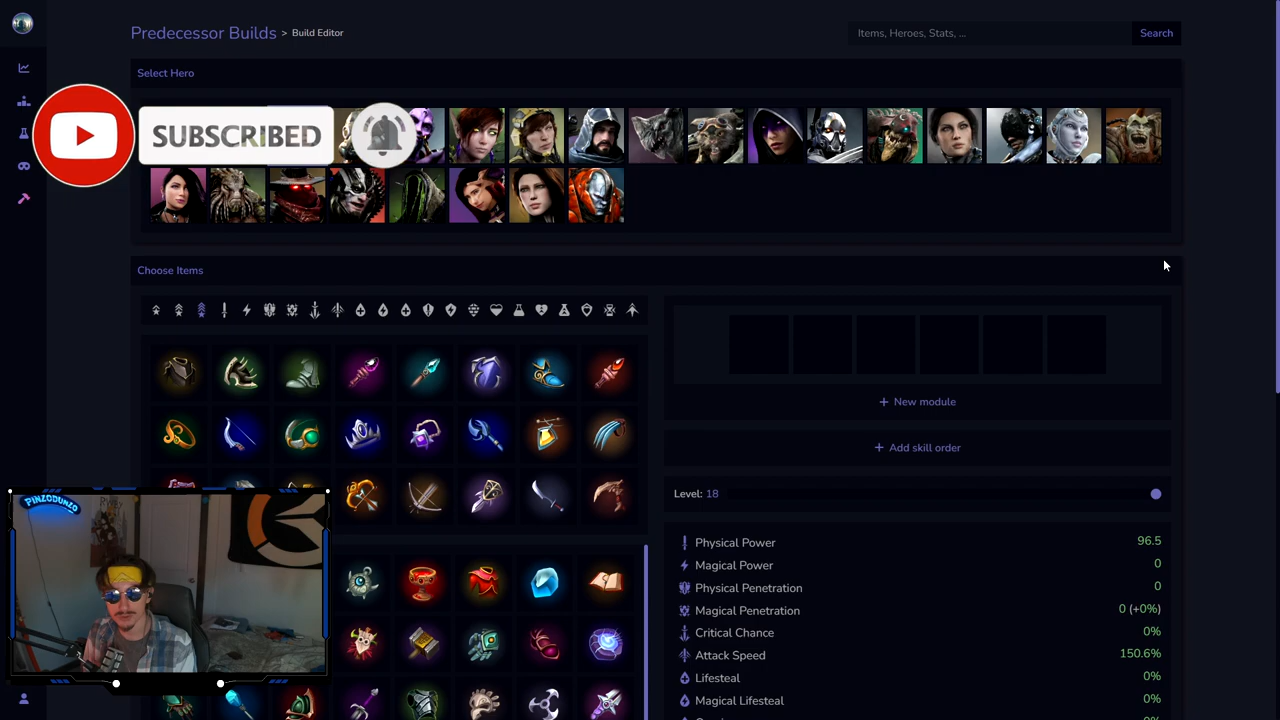 Predecessor Builds > Build Editor
Items, Heroes, Stats, ...
Search
Select Hero
SUBSCRIBED
Choose Items
+ New module
+ Add skill order
Level: 18
Physical Power 96.5
Magical Power 0
Physical Penetration 0
Magical Penetration 0 (+0%)
Critical Chance 0%
Attack Speed 150.6%
Lifesteal 0%
Magical Lifesteal 0%
PINZODUNZO